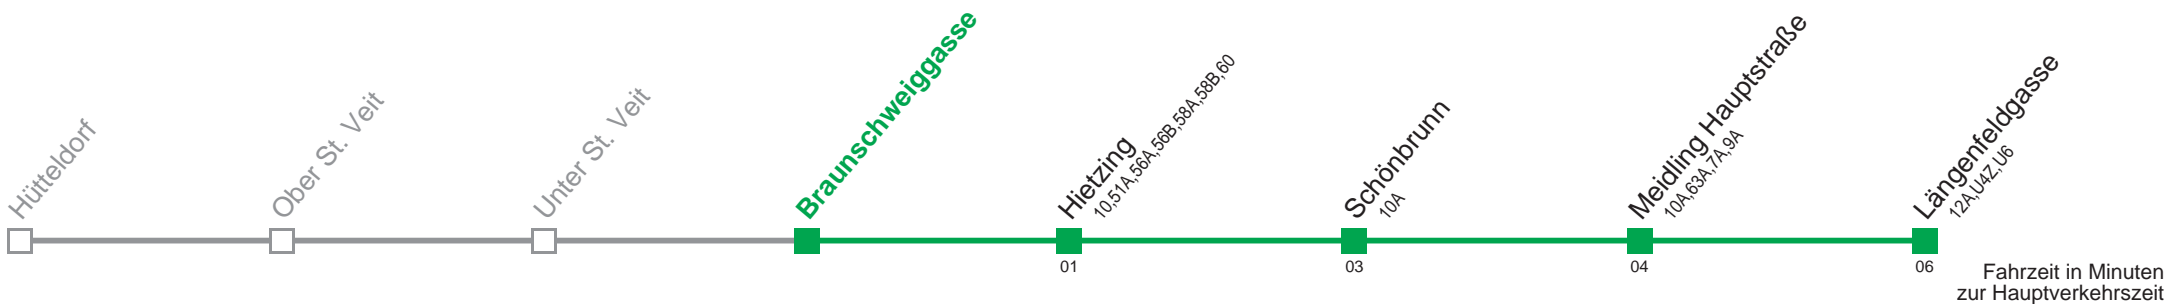 Hütteldorf
Ober St. Veit
Unter St. Veit
Braunschweiggasse
Hietzing
10,51A,56A,56B,58A,58B,60
Schönbrunn
10A
Meidling Hauptstraße
10A,63A,7A,9A
Längenfeldgasse
12A,U4Z,U6
01
03
04
06
Fahrzeit in Minuten
zur Hauptverkehrszeit